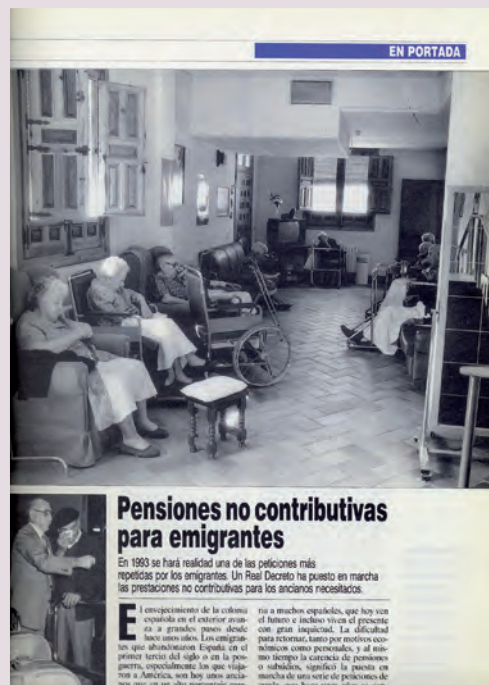 EN PORTADA
Pensiones no contributivas
para emigrantes
En 1993 se hará realidad una de las peticiones más
repetidas por los emigrantes. Un Real Decreto ha puesto en marcha
las prestaciones no contributivas para los ancianos necesitados.
El envejecimiento de la colonia
española en el exterior avan-
za a grandes pasos desde
hace unos años. Los emigran-
tes que abandonaron España en el
primer tercio del siglo o en la pos-
guerra, especialmente los que viaja-
ron a América, son hoy unos ancia-
nos que en un alto porcentaje
ria a muchos españoles, que hoy ven
el futuro e incluso viven el presente
con gran inquietud. La dificultad
para retornar, tanto por motivos eco-
nómicos como personales, y al mis-
mo tiempo la carencia de pensiones
o subsidios, significó la puesta en
marcha de una serie de peticiones de